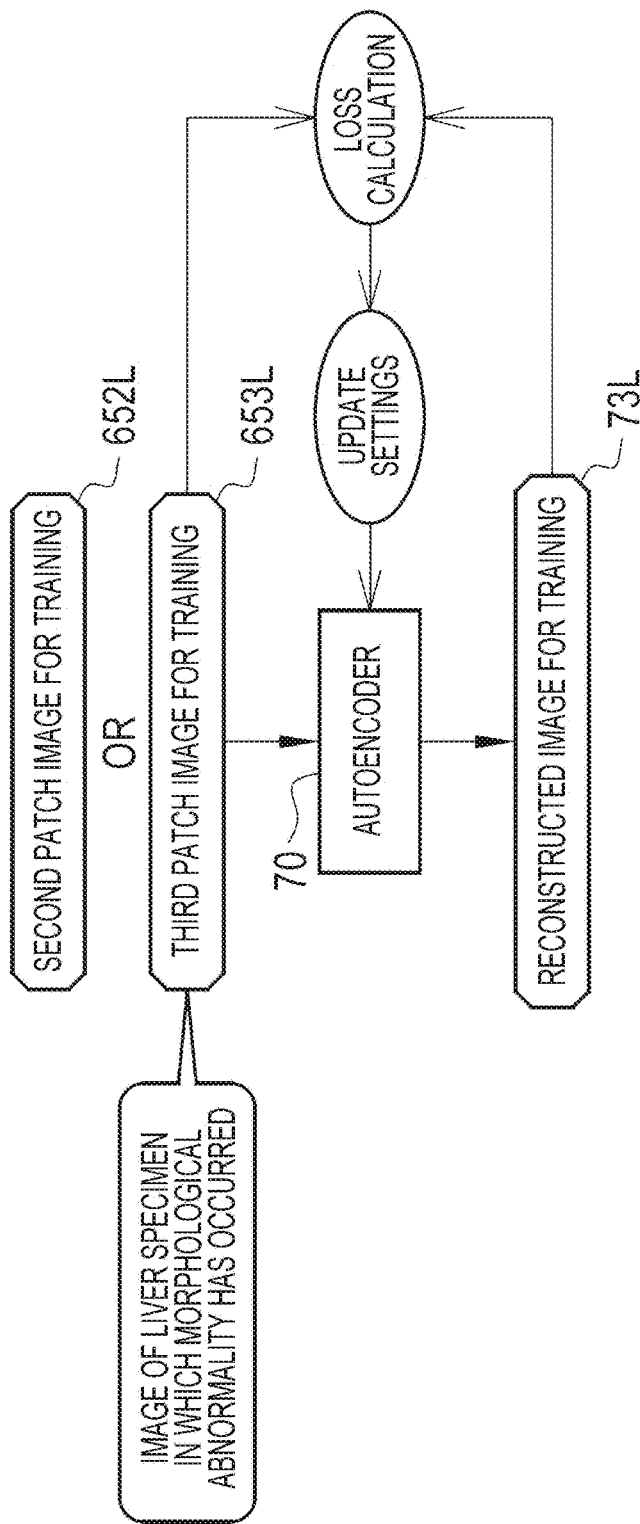 SECOND PATCH IMAGE FOR TRAINING
652L
OR
IMAGE OF LIVER SPECIMEN
IN WHICH MORPHOLOGICAL
ABNORMALITY HAS OCCURRED
THIRD PATCH IMAGE FOR TRAINING
653L
70
AUTOENCODER
UPDATE
SETTINGS
LOSS
CALCULATION
RECONSTRUCTED IMAGE FOR TRAINING
73L